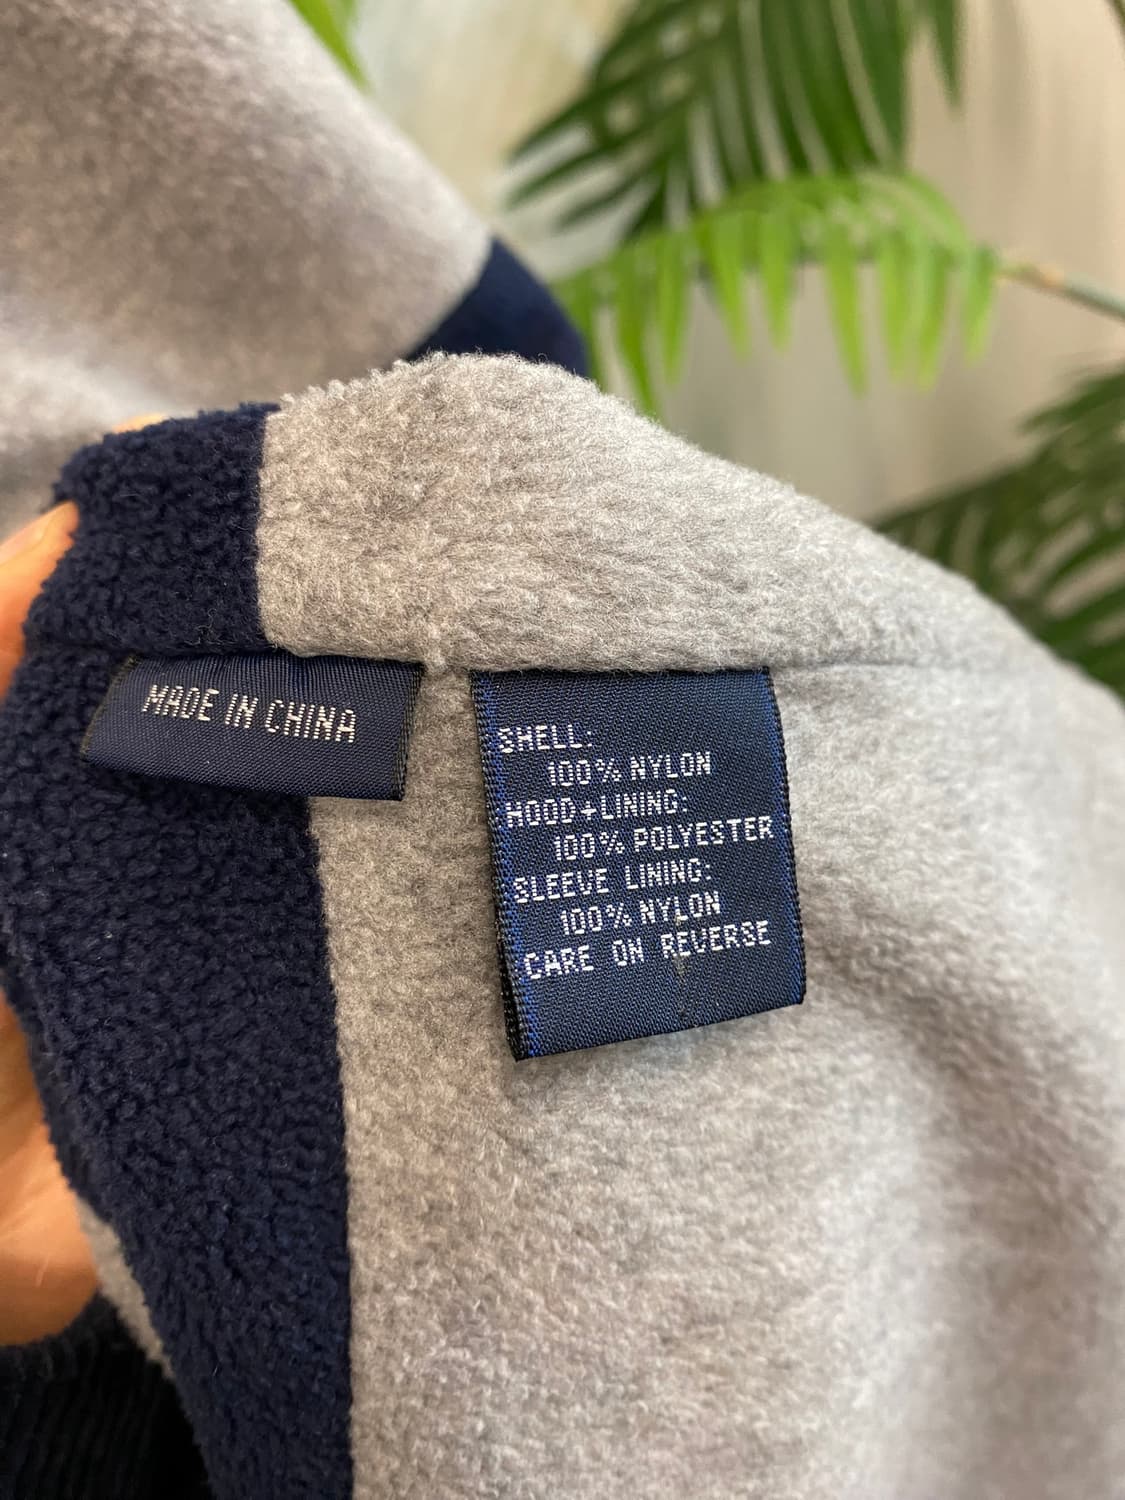 MADE IN CHINA
SHELL:
100% NYLON
HOOD+LINING:
100% POLYESTER
SLEEVE LINING:
100% NYLON
CARE ON REVERSE